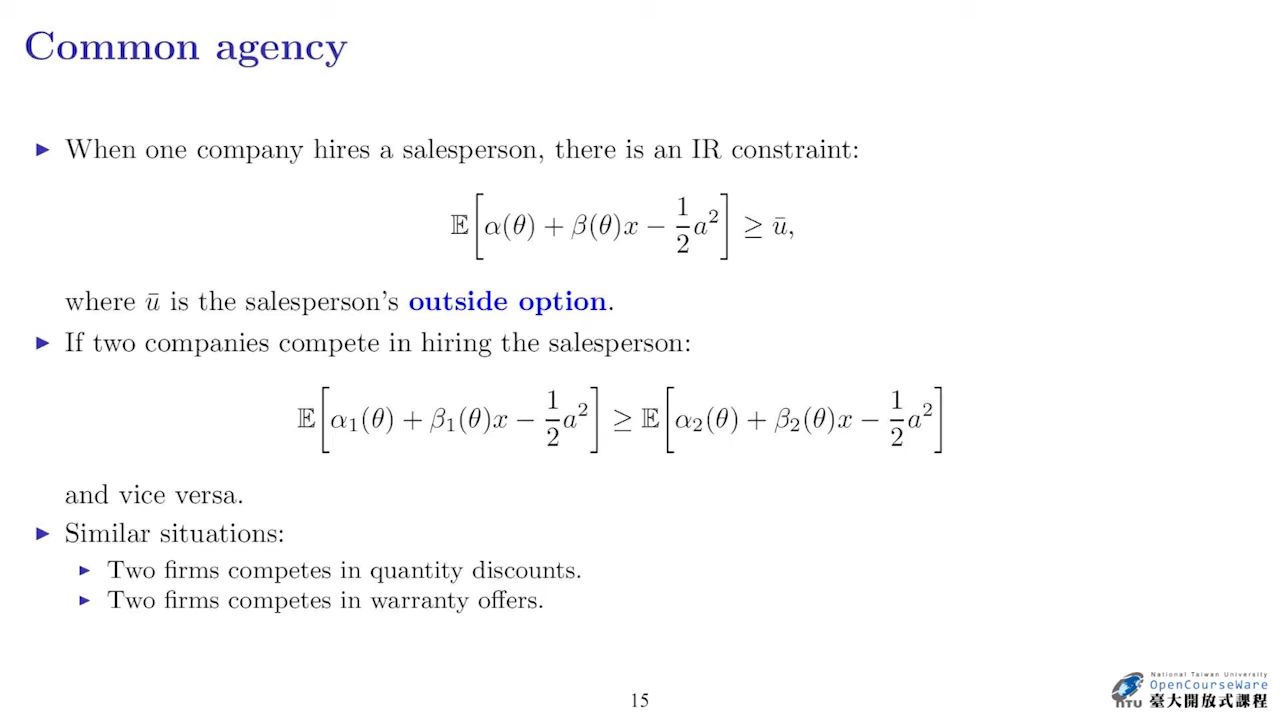 Common agency
▶ When one company hires a salesperson, there is an IR constraint:
𝔼[α(θ) + β(θ)x − 1/2 a²] ≥ ū,
where ū is the salesperson's outside option.
▶ If two companies compete in hiring the salesperson:
𝔼[α₁(θ) + β₁(θ)x − 1/2 a²] ≥ 𝔼[α₂(θ) + β₂(θ)x − 1/2 a²]
and vice versa.
▶ Similar situations:
▶ Two firms competes in quantity discounts.
▶ Two firms competes in warranty offers.
15
National Taiwan University
OpenCourseWare
NTU 臺大開放式課程